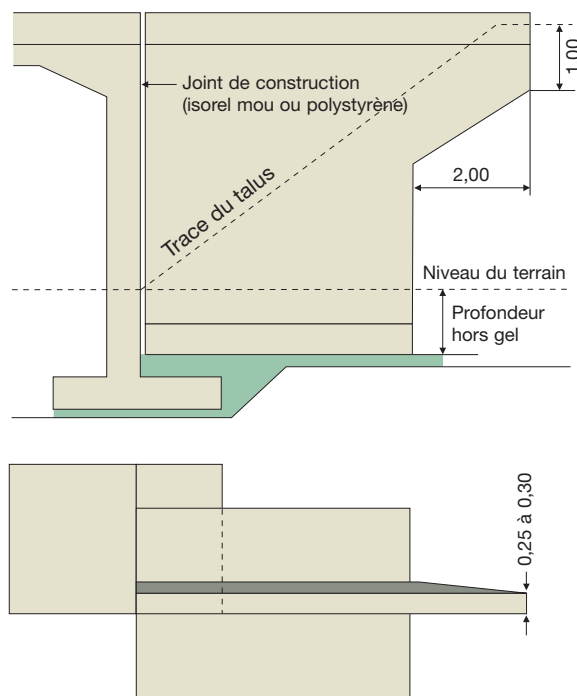 1,00
Joint de construction
(isorel mou ou polystyrène)
Trace du talus
2,00
Niveau du terrain
Profondeur
hors gel
0,25 à 0,30